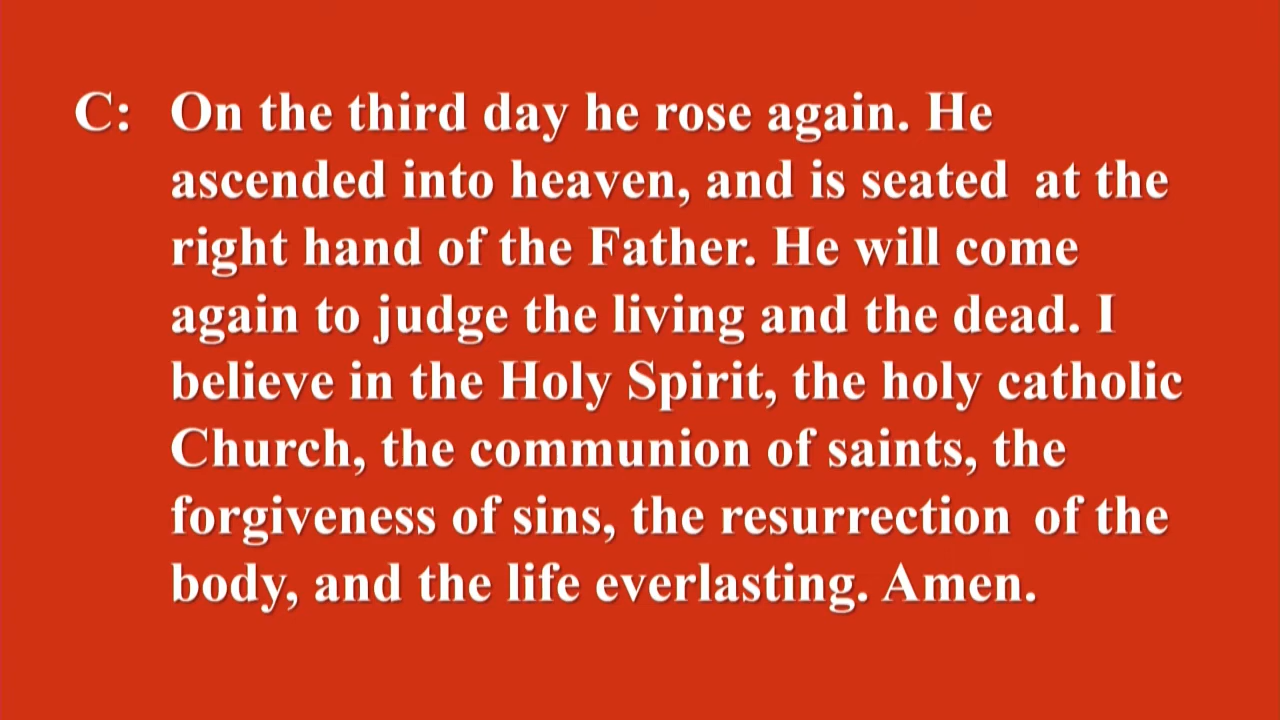 C: On the third day he rose again. He
ascended into heaven, and is seated at the
right hand of the Father. He will come
again to judge the living and the dead. I
believe in the Holy Spirit, the holy catholic
Church, the communion of saints, the
forgiveness of sins, the resurrection of the
body, and the life everlasting. Amen.